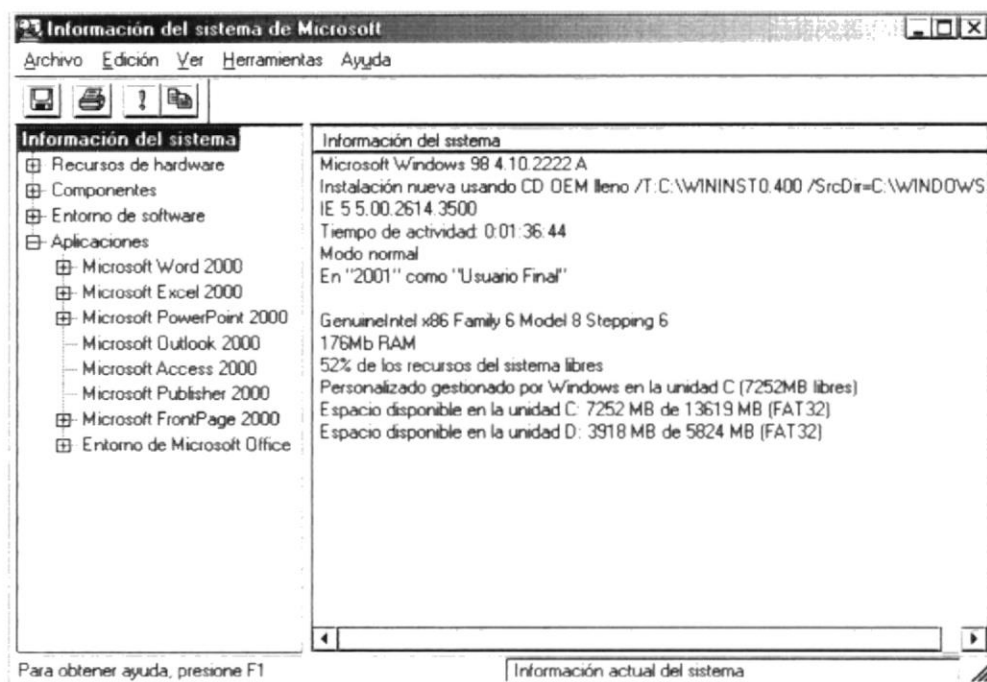 Información del sistema de Microsoft
Archivo Edición Ver Herramientas Ayuda
Información del sistema
Recursos de hardware
Componentes
Entorno de software
Aplicaciones
Microsoft Word 2000
Microsoft Excel 2000
Microsoft PowerPoint 2000
Microsoft Outlook 2000
Microsoft Access 2000
Microsoft Publisher 2000
Microsoft FrontPage 2000
Entorno de Microsoft Office
Información del sistema
Microsoft Windows 98 4.10.2222 A
Instalación nueva usando CD OEM lleno /T:C:\WININST0.400 /SrcDir=C:\WINDOWS
IE 5 5.00.2614.3500
Tiempo de actividad: 0:01:36:44
Modo normal
En "2001" como "Usuario Final"
GenuineIntel x86 Family 6 Model 8 Stepping 6
176Mb RAM
52% de los recursos del sistema libres
Personalizado gestionado por Windows en la unidad C (7252MB libres)
Espacio disponible en la unidad C: 7252 MB de 13619 MB (FAT32)
Espacio disponible en la unidad D: 3918 MB de 5824 MB (FAT32)
Para obtener ayuda, presione F1
Información actual del sistema